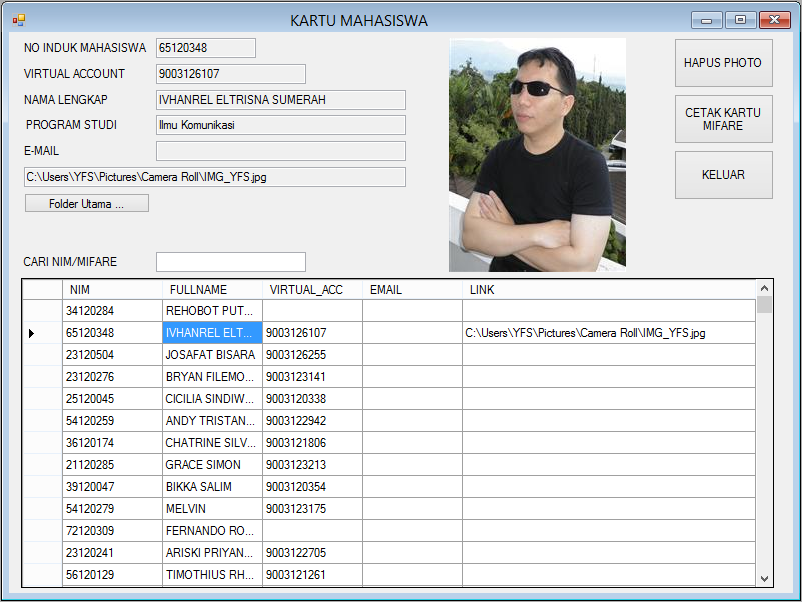 KARTU MAHASISWA
NO INDUK MAHASISWA 65120348
VIRTUAL ACCOUNT 9003126107
NAMA LENGKAP IVHANREL ELTRISNA SUMERAH
PROGRAM STUDI Ilmu Komunikasi
E-MAIL
C:\Users\YFS\Pictures\Camera Roll\IMG_YFS.jpg
Folder Utama ...
HAPUS PHOTO
CETAK KARTU
MIFARE
KELUAR
CARI NIM/MIFARE
NIM FULLNAME VIRTUAL_ACC EMAIL LINK
34120284 REHOBOT PUT...
65120348 IVHANREL ELT... 9003126107 C:\Users\YFS\Pictures\Camera Roll\IMG_YFS.jpg
23120504 JOSAFAT BISARA 9003126255
23120276 BRYAN FILEMO... 9003123141
25120045 CICILIA SINDIW... 9003120338
54120259 ANDY TRISTAN... 9003122942
36120174 CHATRINE SILV... 9003121806
21120285 GRACE SIMON 9003123213
39120047 BIKKA SALIM 9003120354
54120279 MELVIN 9003123175
72120309 FERNANDO RO...
23120241 ARISKI PRIYAN... 9003122705
56120129 TIMOTHIUS RH... 9003121261